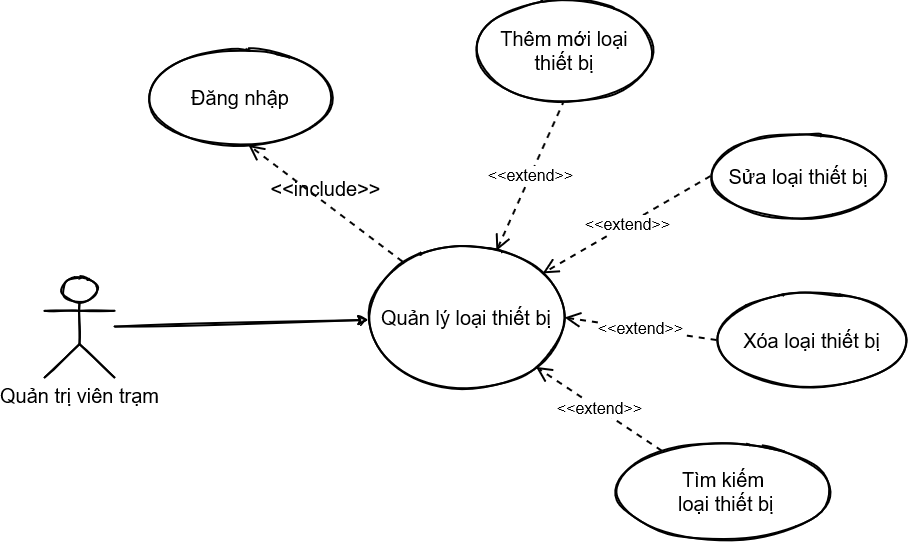 Thêm mới loại
thiết bị
Đăng nhập
<<extend>>
Sửa loại thiết bị
<<include>>
<<extend>>
Quản lý loại thiết bị
<<extend>>
Xóa loại thiết bị
Quản trị viên trạm
<<extend>>
Tìm kiếm
loại thiết bị